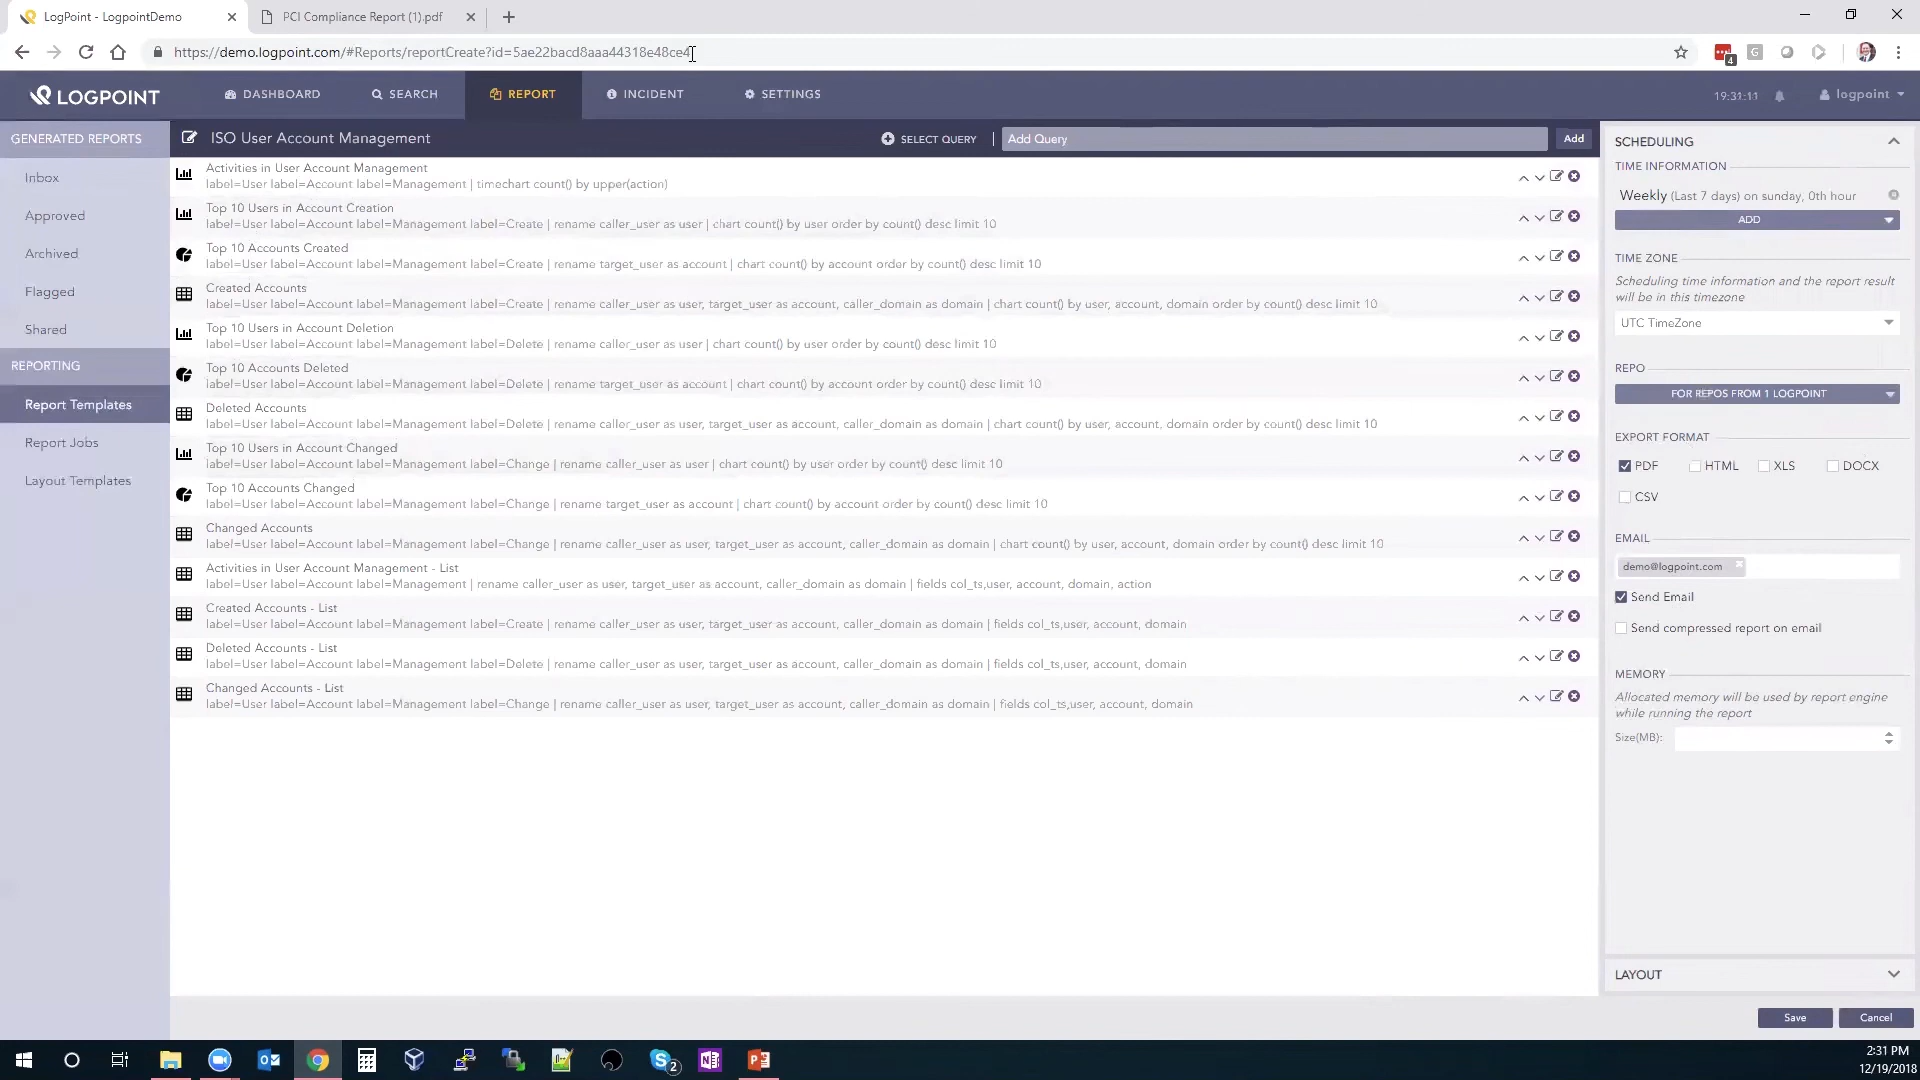 LogPoint - LogpointDemo
PCI Compliance Report (1).pdf
https://demo.logpoint.com/#Reports/reportCreate?id=5ae22bacd8aaa44318e48ce4
4
G
LOGPOINT
DASHBOARD
SEARCH
REPORT
INCIDENT
SETTINGS
19:31:11
logpoint
GENERATED REPORTS
Inbox
Approved
Archived
Flagged
Shared
REPORTING
Report Templates
Report Jobs
Layout Templates
ISO User Account Management
SELECT QUERY
Add Query
Add
Activities in User Account Management
label=User label=Account label=Management | timechart count() by upper(action)
Top 10 Users in Account Creation
label=User label=Account label=Management label=Create | rename caller_user as user | chart count() by user order by count() desc limit 10
Top 10 Accounts Created
label=User label=Account label=Management label=Create | rename target_user as account | chart count() by account order by count() desc limit 10
Created Accounts
label=User label=Account label=Management label=Create | rename caller_user as user, target_user as account, caller_domain as domain | chart count() by user, account, domain order by count() desc limit 10
Top 10 Users in Account Deletion
label=User label=Account label=Management label=Delete | rename caller_user as user | chart count() by user order by count() desc limit 10
Top 10 Accounts Deleted
label=User label=Account label=Management label=Delete | rename target_user as account | chart count() by account order by count() desc limit 10
Deleted Accounts
label=User label=Account label=Management label=Delete | rename caller_user as user, target_user as account, caller_domain as domain | chart count() by user, account, domain order by count() desc limit 10
Top 10 Users in Account Changed
label=User label=Account label=Management label=Change | rename caller_user as user | chart count() by user order by count() desc limit 10
Top 10 Accounts Changed
label=User label=Account label=Management label=Change | rename target_user as account | chart count() by account order by count() desc limit 10
Changed Accounts
label=User label=Account label=Management label=Change | rename caller_user as user, target_user as account, caller_domain as domain | chart count() by user, account, domain order by count() desc limit 10
Activities in User Account Management - List
label=User label=Account label=Management | rename caller_user as user, target_user as account, caller_domain as domain | fields col_ts,user, account, domain, action
Created Accounts - List
label=User label=Account label=Management label=Create | rename caller_user as user, target_user as account, caller_domain as domain | fields col_ts,user, account, domain
Deleted Accounts - List
label=User label=Account label=Management label=Delete | rename caller_user as user, target_user as account, caller_domain as domain | fields col_ts,user, account, domain
Changed Accounts - List
label=User label=Account label=Management label=Change | rename caller_user as user, target_user as account, caller_domain as domain | fields col_ts,user, account, domain
SCHEDULING
TIME INFORMATION
Weekly (Last 7 days) on sunday, 0th hour
ADD
TIME ZONE
Scheduling time information and the report result
will be in this timezone
UTC TimeZone
REPO
FOR REPOS FROM 1 LOGPOINT
EXPORT FORMAT
PDF HTML XLS DOCX
CSV
EMAIL
demo@logpoint.com
Send Email
Send compressed report on email
MEMORY
Allocated memory will be used by report engine
while running the report
Size(MB):
LAYOUT
Save
Cancel
2
2:31 PM
12/19/2018